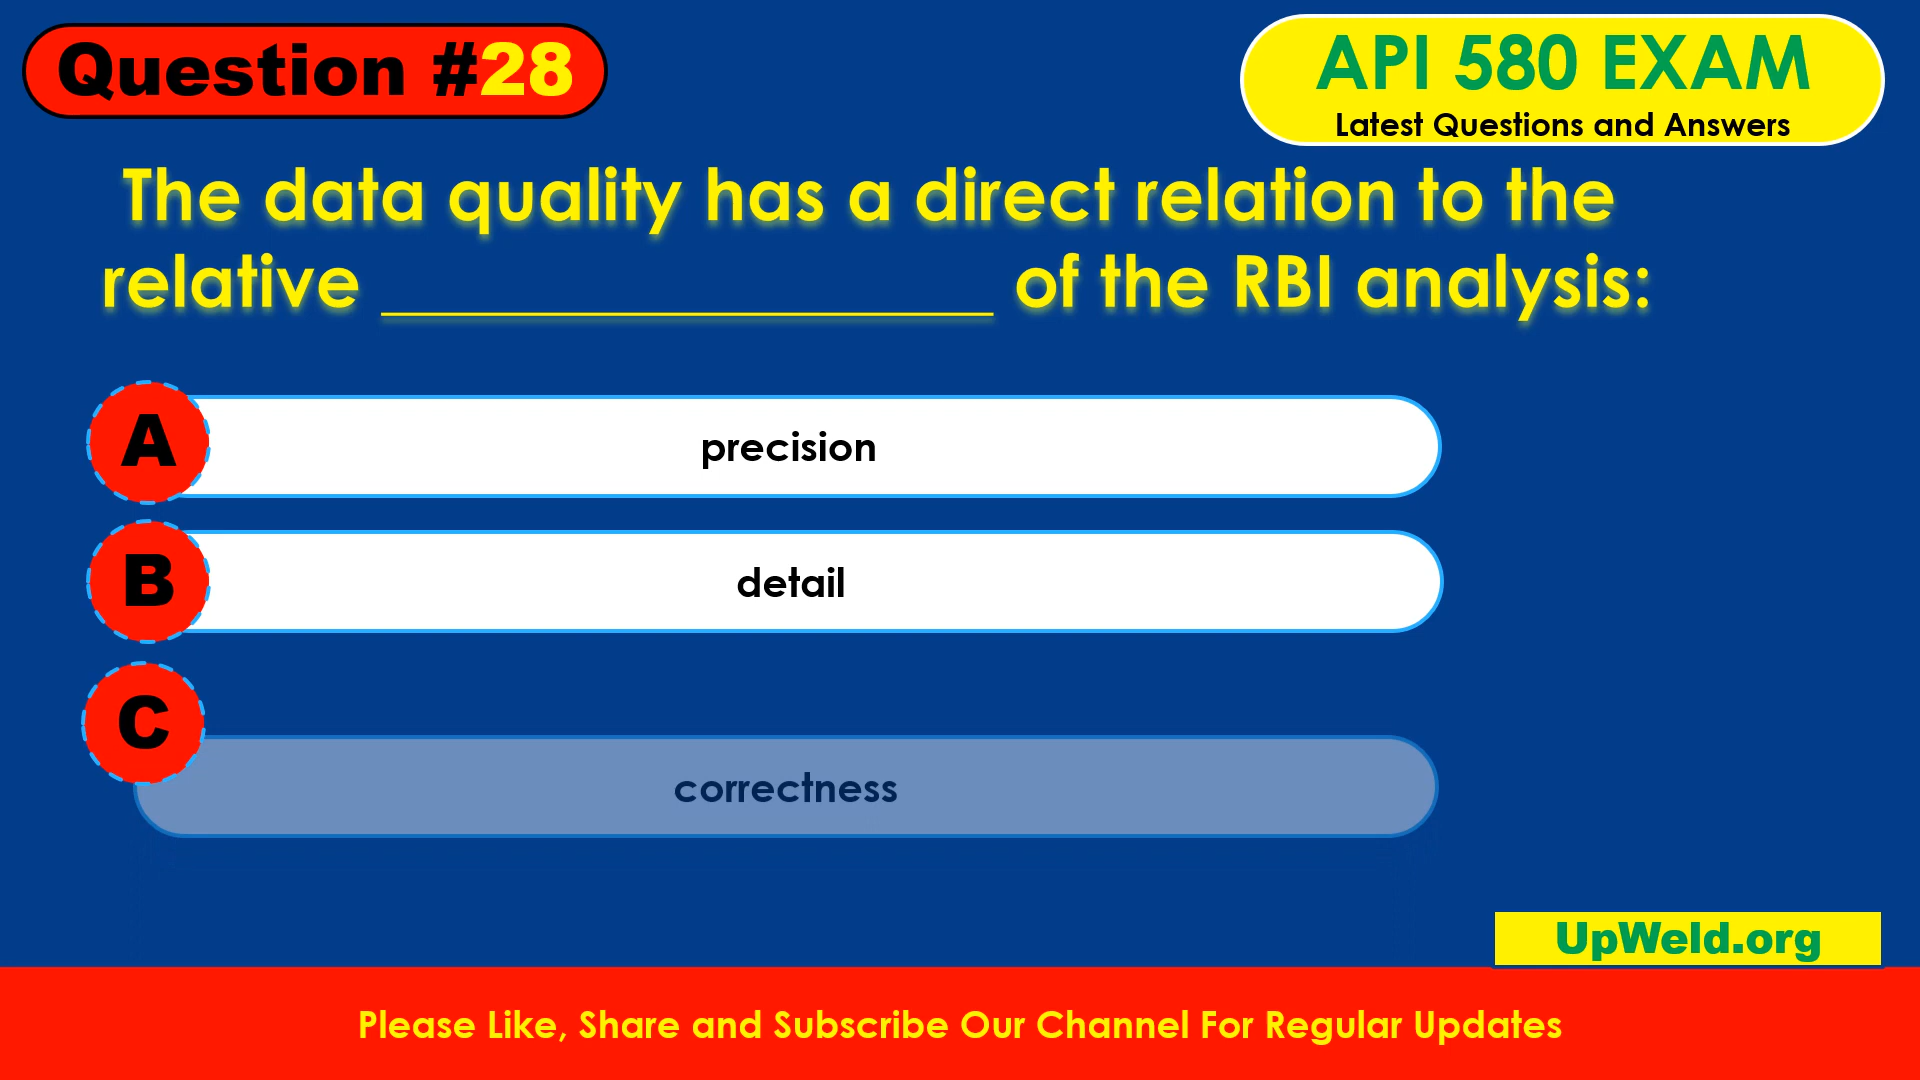 Question #28
API 580 EXAM
Latest Questions and Answers
The data quality has a direct relation to the
relative _________________ of the RBI analysis:
A
precision
B
detail
C
correctness
UpWeld.org
Please Like, Share and Subscribe Our Channel For Regular Updates